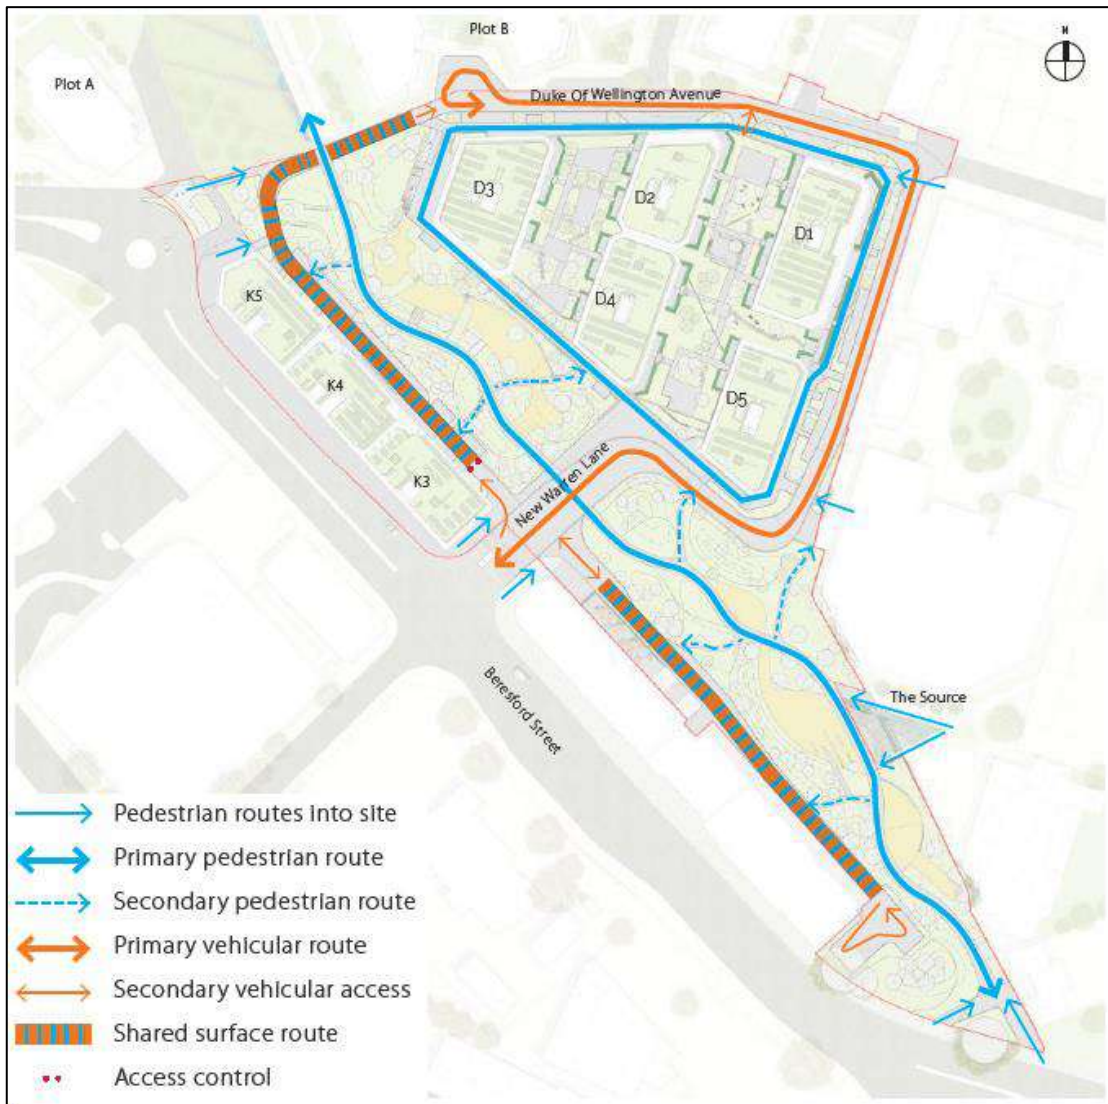 Plot B
Plot A
N
Duke Of Wellington Avenue
D3
D2
D1
D4
D5
K5
K4
K3
New Warren Lane
Beresford Street
The Source
Pedestrian routes into site
Primary pedestrian route
Secondary pedestrian route
Primary vehicular route
Secondary vehicular access
Shared surface route
Access control